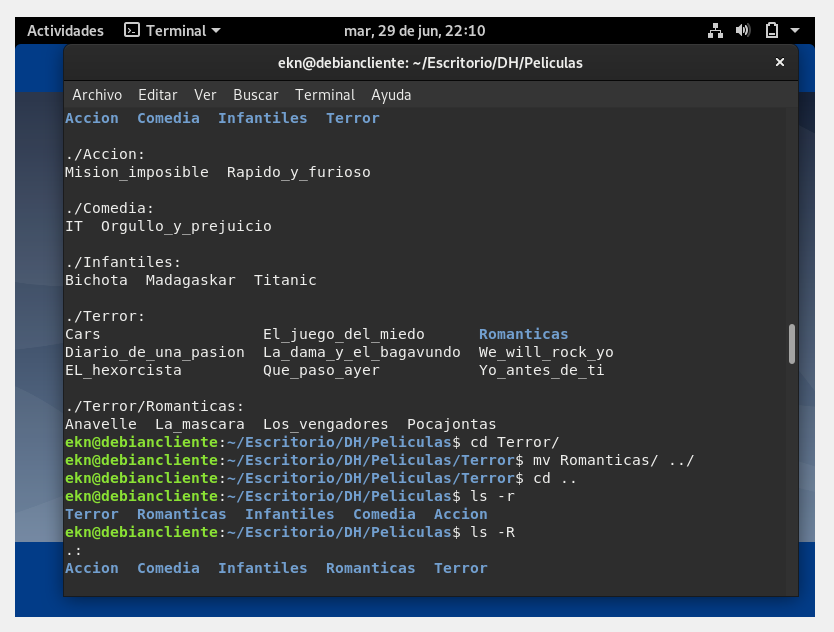 Actividades Terminal mar, 29 de jun, 22:10
ekn@debiancliente: ~/Escritorio/DH/Peliculas ×
Archivo Editar Ver Buscar Terminal Ayuda
Accion Comedia Infantiles Terror
./Accion:
Mision_imposible Rapido_y_furioso
./Comedia:
IT Orgullo_y_prejuicio
./Infantiles:
Bichota Madagaskar Titanic
./Terror:
Cars El_juego_del_miedo Romanticas
Diario_de_una_pasion La_dama_y_el_bagavundo We_will_rock_yo
EL_hexorcista Que_paso_ayer Yo_antes_de_ti
./Terror/Romanticas:
Anavelle La_mascara Los_vengadores Pocajontas
ekn@debiancliente:~/Escritorio/DH/Peliculas$ cd Terror/
ekn@debiancliente:~/Escritorio/DH/Peliculas/Terror$ mv Romanticas/ ../
ekn@debiancliente:~/Escritorio/DH/Peliculas/Terror$ cd ..
ekn@debiancliente:~/Escritorio/DH/Peliculas$ ls -r
Terror Romanticas Infantiles Comedia Accion
ekn@debiancliente:~/Escritorio/DH/Peliculas$ ls -R
.:
Accion Comedia Infantiles Romanticas Terror